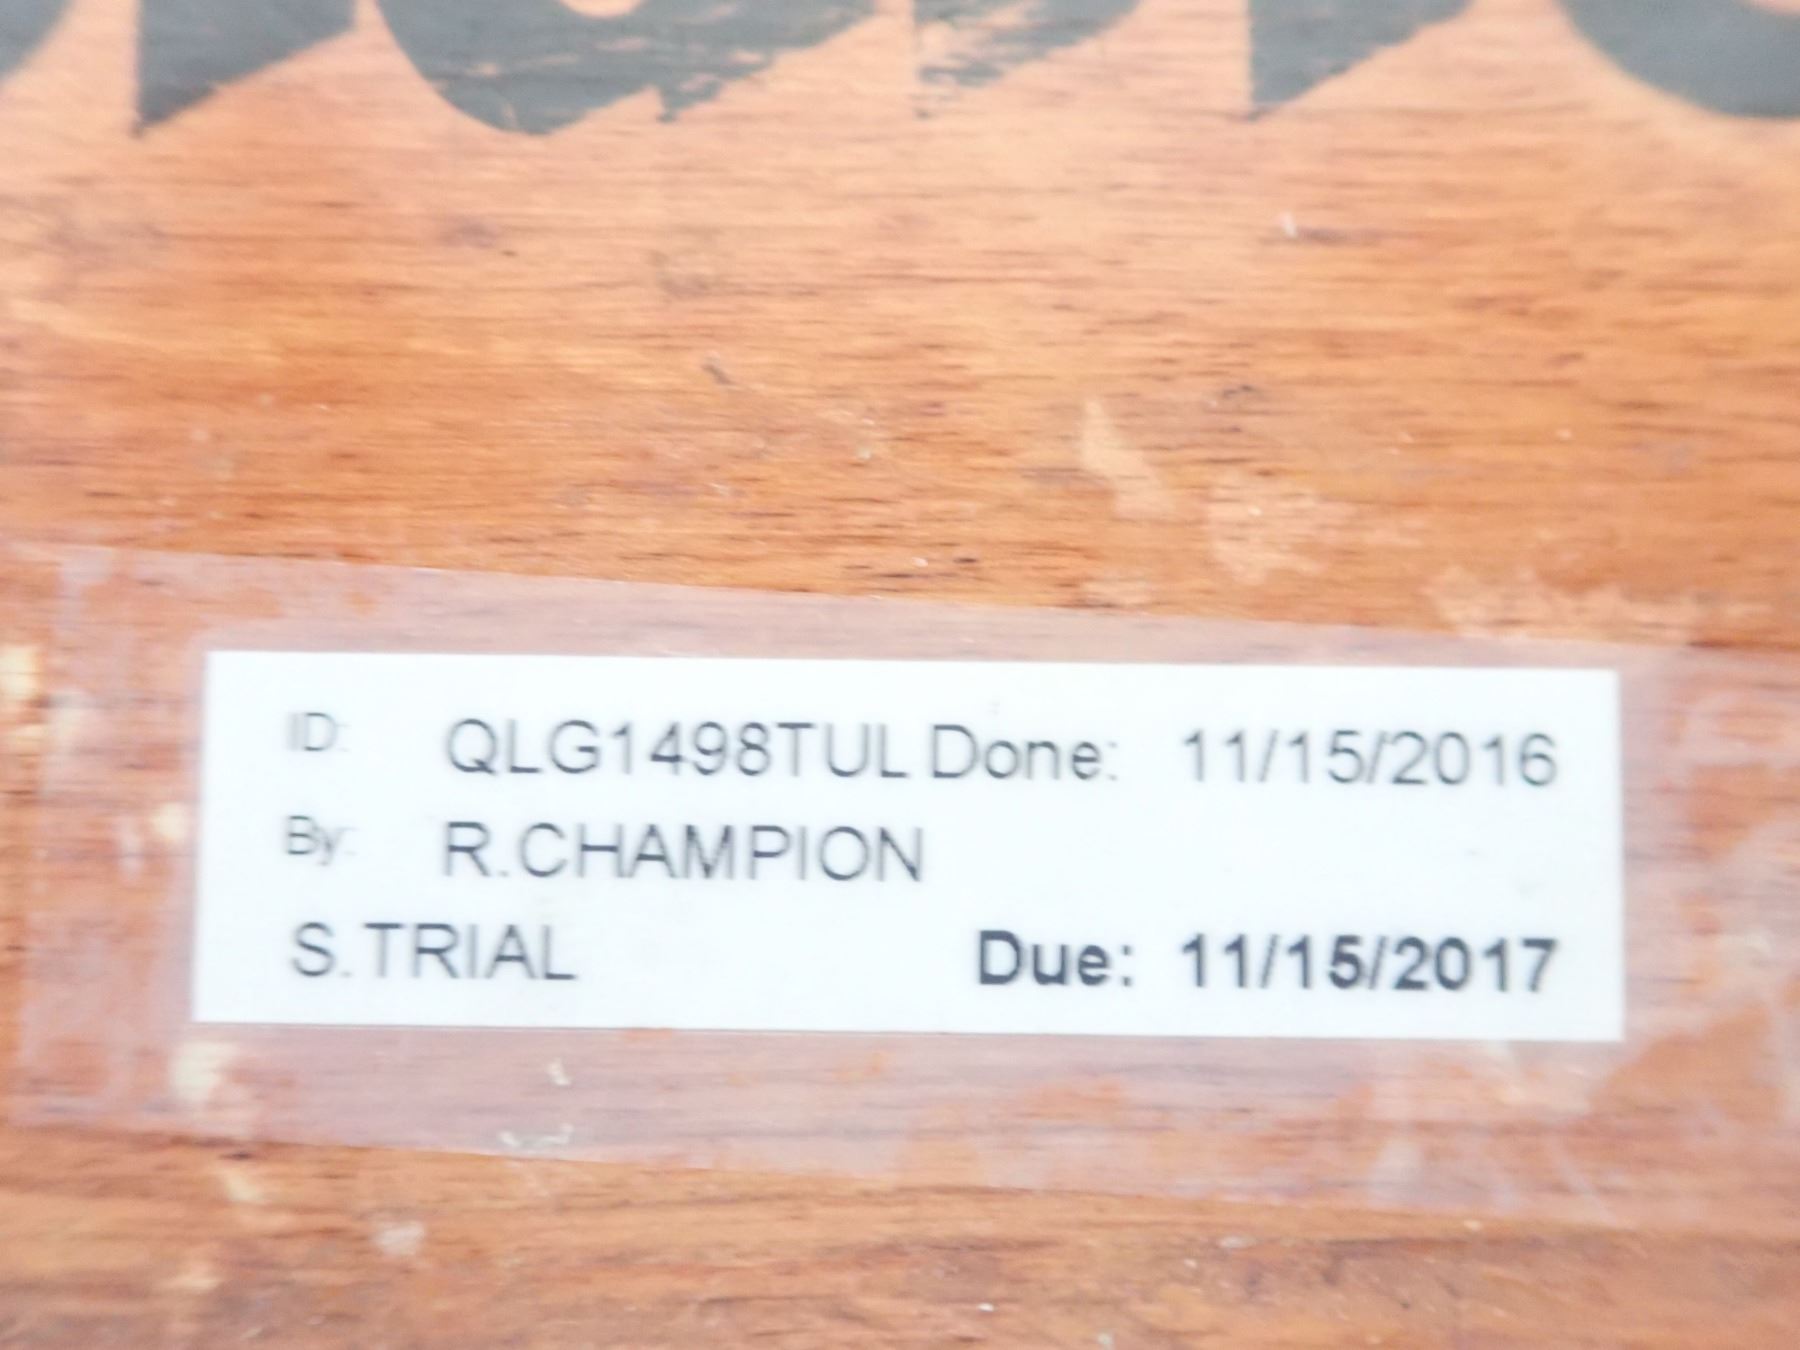 ID: QLG1498TUL Done: 11/15/2016
By: R.CHAMPION
S.TRIAL Due: 11/15/2017